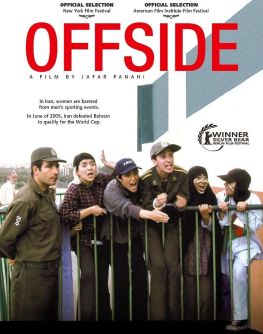 OFFICIAL SELECTION
New York Film Festival
OFFICIAL SELECTION
American Film Institute Film Festival
OFFSIDE
A FILM BY JAFAR PANAHI
In Iran, women are banned
from men's sporting events.
In June of 2005, Iran defeated Bahrain
to qualify for the World Cup.
WINNER
SILVER BEAR
BERLIN FILM FESTIVAL